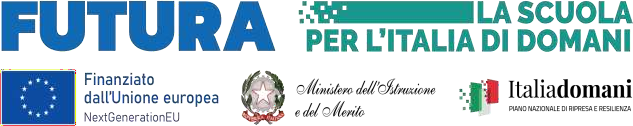 FUTURA
LA SCUOLA
PER L'ITALIA DI DOMANI
Finanziato
dall'Unione europea
NextGenerationEU
Ministero dell'Istruzione
e del Merito
Italiadomani
PIANO NAZIONALE DI RIPRESA E RESILIENZA